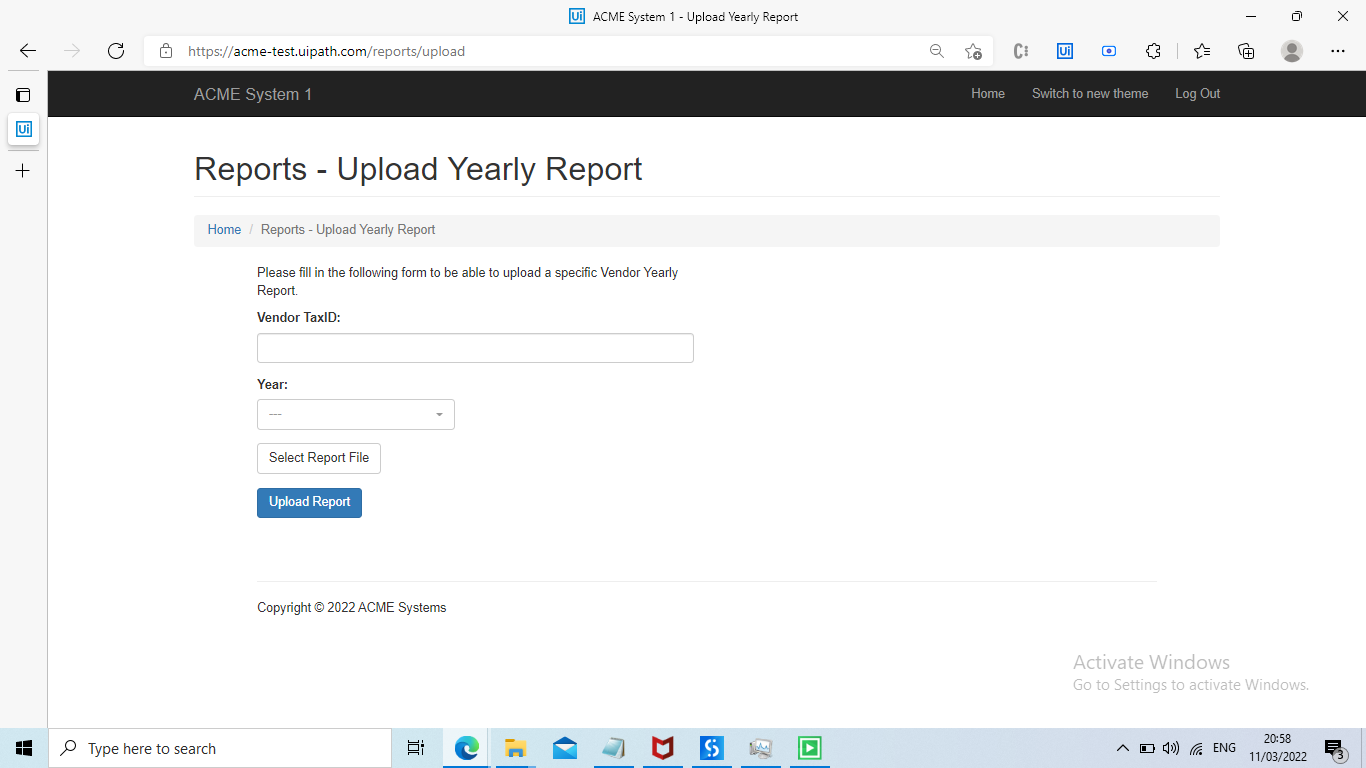 ACME System 1 - Upload Yearly Report
https://acme-test.uipath.com/reports/upload
ACME System 1
Home
Switch to new theme
Log Out
Reports - Upload Yearly Report
Home / Reports - Upload Yearly Report
Please fill in the following form to be able to upload a specific Vendor Yearly
Report.
Vendor TaxID:
Year:
---
Select Report File
Upload Report
Copyright © 2022 ACME Systems
Activate Windows
Go to Settings to activate Windows.
Type here to search
ENG
20:58
11/03/2022
3